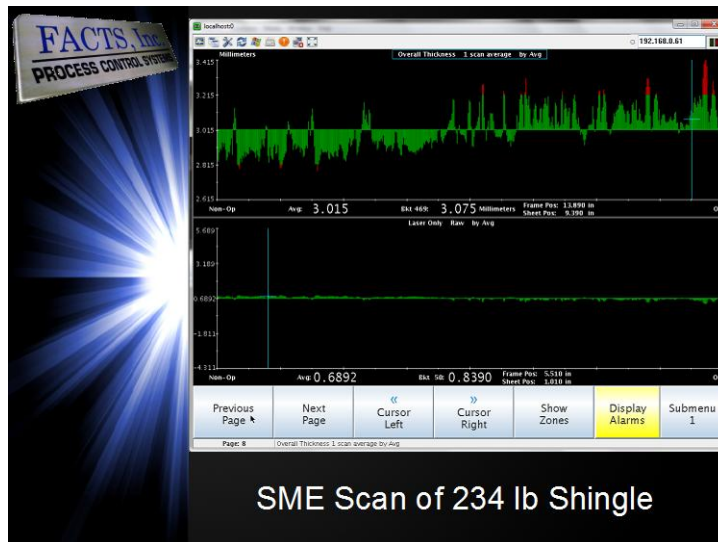 FACTS, Inc.
PROCESS CONTROL SYSTEMS
localhost:0
192.168.0.61
Millimeters
Overall Thickness 1 scan average by Avg
3.415
3.215
3.015
2.815
2.615
Non-Op Avg: 3.015 Bkt 469: 3.075 Millimeters Frame Pos: 13.890 in
Sheet Pos: 9.390 in
Laser Only Raw by Avg
5.689
3.189
0.6892
-1.811
-4.311
Non-Op Avg: 0.6892 Bkt 50: 0.8390 Frame Pos: 5.510 in
Sheet Pos: 1.010 in
Previous Page
Next Page
« Cursor Left
» Cursor Right
Show Zones
Display Alarms
Submenu 1
Page: 8 Overall Thickness 1 scan average by Avg
SME Scan of 234 lb Shingle